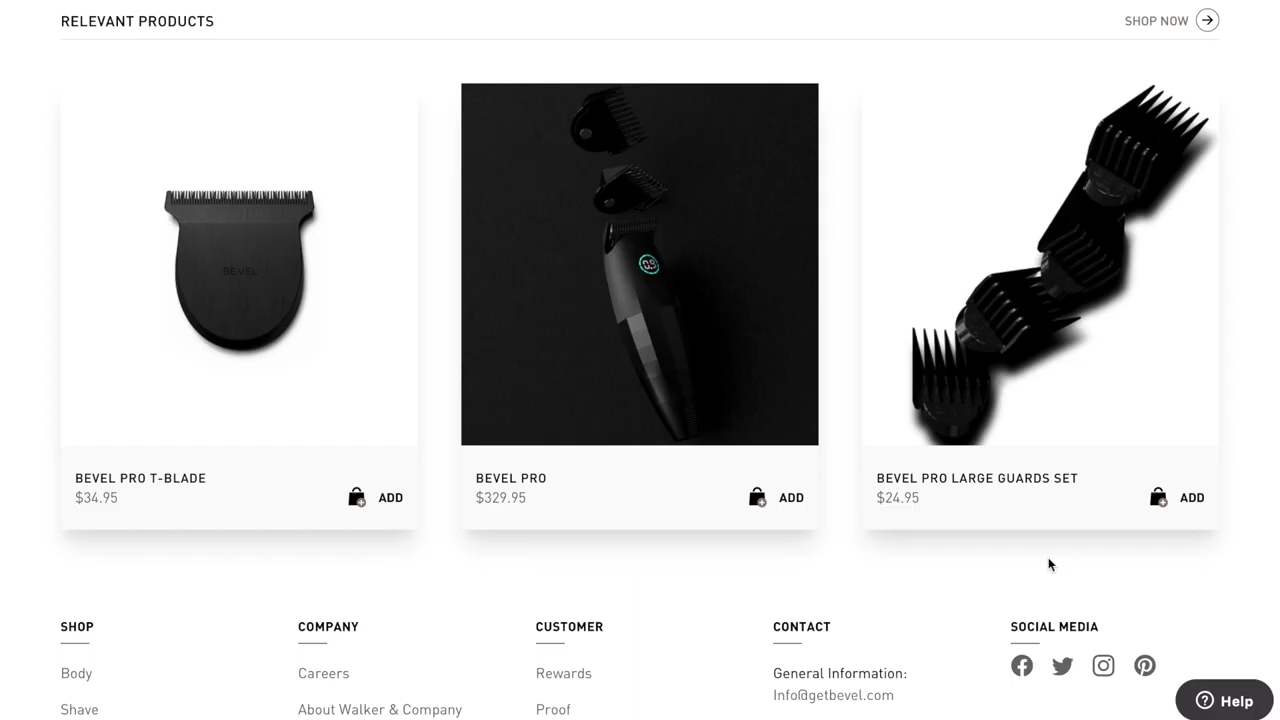 RELEVANT PRODUCTS
SHOP NOW
BEVEL
0.9
BEVEL PRO T-BLADE
$34.95
ADD
BEVEL PRO
$329.95
ADD
BEVEL PRO LARGE GUARDS SET
$24.95
ADD
SHOP
COMPANY
CUSTOMER
CONTACT
SOCIAL MEDIA
Body
Careers
Rewards
General Information:
Info@getbevel.com
Shave
About Walker & Company
Proof
Help